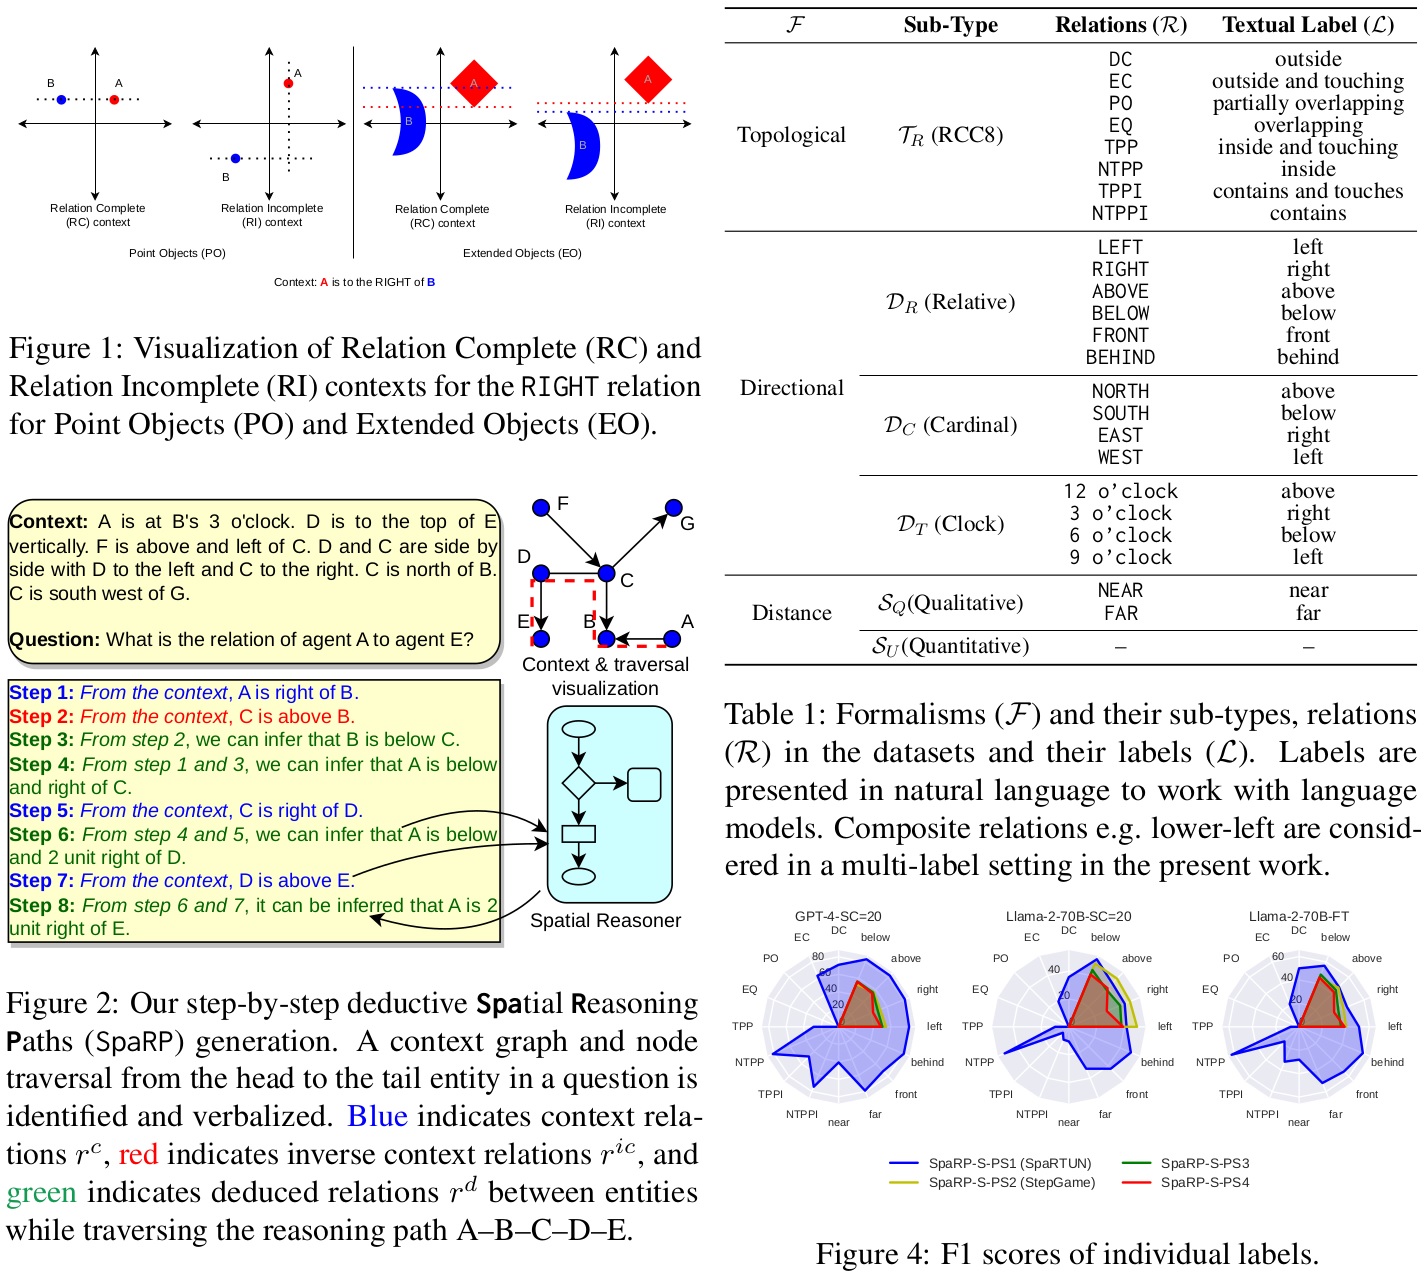 B
A
A
B
A
B
A
B
Relation Complete
(RC) context
Relation Incomplete
(RI) context
Relation Complete
(RC) context
Relation Incomplete
(RI) context
Point Objects (PO)
Extended Objects (EO)
Context: A is to the RIGHT of B
Figure 1: Visualization of Relation Complete (RC) and
Relation Incomplete (RI) contexts for the RIGHT relation
for Point Objects (PO) and Extended Objects (EO).
Context: A is at B's 3 o'clock. D is to the top of E
vertically. F is above and left of C. D and C are side by
side with D to the left and C to the right. C is north of B.
C is south west of G.
Question: What is the relation of agent A to agent E?
F
G
D
C
E
B
A
Context & traversal
visualization
Step 1: From the context, A is right of B.
Step 2: From the context, C is above B.
Step 3: From step 2, we can infer that B is below C.
Step 4: From step 1 and 3, we can infer that A is below
and right of C.
Step 5: From the context, C is right of D.
Step 6: From step 4 and 5, we can infer that A is below
and 2 unit right of D.
Step 7: From the context, D is above E.
Step 8: From step 6 and 7, it can be inferred that A is 2
unit right of E.
Spatial Reasoner
Figure 2: Our step-by-step deductive Spatial Reasoning
Paths (SpaRP) generation. A context graph and node
traversal from the head to the tail entity in a question is
identified and verbalized. Blue indicates context rela-
tions r^c, red indicates inverse context relations r^ic, and
green indicates deduced relations r^d between entities
while traversing the reasoning path A–B–C–D–E.
ℱ Sub-Type Relations (ℛ) Textual Label (ℒ)
Topological 𝒯_R (RCC8)
DC outside
EC outside and touching
PO partially overlapping
EQ overlapping
TPP inside and touching
NTPP inside
TPPI contains and touches
NTPPI contains
Directional
𝒟_R (Relative)
LEFT left
RIGHT right
ABOVE above
BELOW below
FRONT front
BEHIND behind
𝒟_C (Cardinal)
NORTH above
SOUTH below
EAST right
WEST left
𝒟_T (Clock)
12 o'clock above
3 o'clock right
6 o'clock below
9 o'clock left
Distance
𝒮_Q(Qualitative)
NEAR near
FAR far
𝒮_U(Quantitative) – –
Table 1: Formalisms (ℱ) and their sub-types, relations
(ℛ) in the datasets and their labels (ℒ). Labels are
presented in natural language to work with language
models. Composite relations e.g. lower-left are consid-
ered in a multi-label setting in the present work.
GPT-4-SC=20
DC
EC
below
PO
above
EQ
right
TPP
left
NTPP
behind
TPPI
front
NTPPI
far
near
80
60
40
20
Llama-2-70B-SC=20
DC
EC
below
PO
above
EQ
right
TPP
left
NTPP
behind
TPPI
front
NTPPI
far
near
40
20
Llama-2-70B-FT
DC
EC
below
PO
above
EQ
right
TPP
left
NTPP
behind
TPPI
front
NTPPI
far
near
60
40
20
SpaRP-S-PS1 (SpaRTUN)
SpaRP-S-PS2 (StepGame)
SpaRP-S-PS3
SpaRP-S-PS4
Figure 4: F1 scores of individual labels.